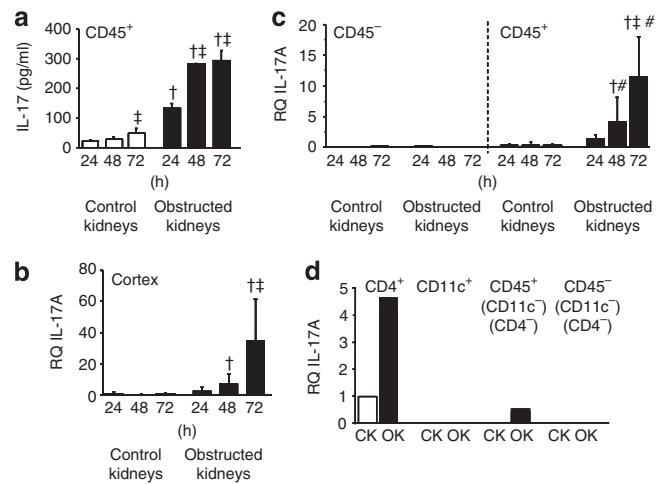 a
CD45⁺
IL-17 (pg/ml)
400
300
200
100
0
‡
†
†‡
†‡
24 48 72 24 48 72
(h)
Control kidneys
Obstructed kidneys
b
Cortex
RQ IL-17A
80
60
40
20
0
†
†‡
24 48 72 24 48 72
(h)
Control kidneys
Obstructed kidneys
c
CD45⁻
CD45⁺
RQ IL-17A
20
15
10
5
0
†#
†‡ #
24 48 72 24 48 72 24 48 72 24 48 72
(h)
Control kidneys
Obstructed kidneys
Control kidneys
Obstructed kidneys
d
CD4⁺ CD11c⁺ CD45⁺ CD45⁻
(CD11c⁻) (CD11c⁻)
(CD4⁻) (CD4⁻)
RQ IL-17A
5
4
3
2
1
0
CK OK CK OK CK OK CK OK